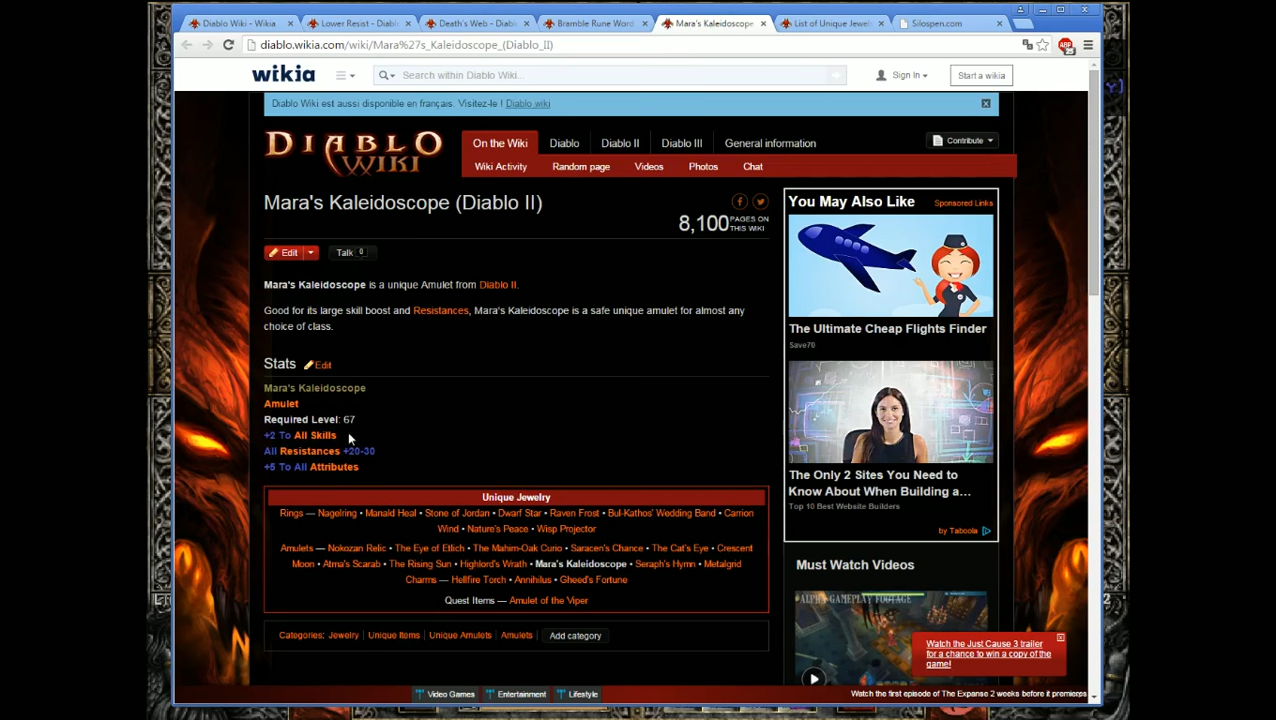 Diablo Wiki - Wikia
Lower Resist - Diablo
Death's Web - Diablo
Bramble Rune Word
Mara's Kaleidoscope
List of Unique Jewelr
Silospen.com
diablo.wikia.com/wiki/Mara%27s_Kaleidoscope_(Diablo_II)
ABP
25
wikia
Search within Diablo Wiki...
Sign In
Start a wikia
Diablo Wiki est aussi disponible en français. Visitez-le ! Diablo wiki
DIABLO
WIKI
On the Wiki
Diablo
Diablo II
Diablo III
General information
Contribute
Wiki Activity
Random page
Videos
Photos
Chat
Mara's Kaleidoscope (Diablo II)
8,100 PAGES ON THIS WIKI
Edit
Talk 0
Mara's Kaleidoscope is a unique Amulet from Diablo II.
Good for its large skill boost and Resistances, Mara's Kaleidoscope is a safe unique amulet for almost any
choice of class.
Stats Edit
Mara's Kaleidoscope
Amulet
Required Level: 67
+2 To All Skills
All Resistances +20-30
+5 To All Attributes
Unique Jewelry
Rings — Nagelring • Manald Heal • Stone of Jordan • Dwarf Star • Raven Frost • Bul-Kathos' Wedding Band • Carrion
Wind • Nature's Peace • Wisp Projector
Amulets — Nokozan Relic • The Eye of Etlich • The Mahim-Oak Curio • Saracen's Chance • The Cat's Eye • Crescent
Moon • Atma's Scarab • The Rising Sun • Highlord's Wrath • Mara's Kaleidoscope • Seraph's Hymn • Metalgrid
Charms — Hellfire Torch • Annihilus • Gheed's Fortune
Quest Items — Amulet of the Viper
Categories: Jewelry Unique Items Unique Amulets Amulets Add category
You May Also Like
Sponsored Links
The Ultimate Cheap Flights Finder
Save70
The Only 2 Sites You Need to
Know About When Building a...
Top 10 Best Website Builders
by Taboola
Must Watch Videos
ALPHA GAMEPLAY FOOTAGE
Watch the Just Cause 3 trailer
for a chance to win a copy of the
game!
Video Games
Entertainment
Lifestyle
Watch the first episode of The Expanse 2 weeks before it premieres